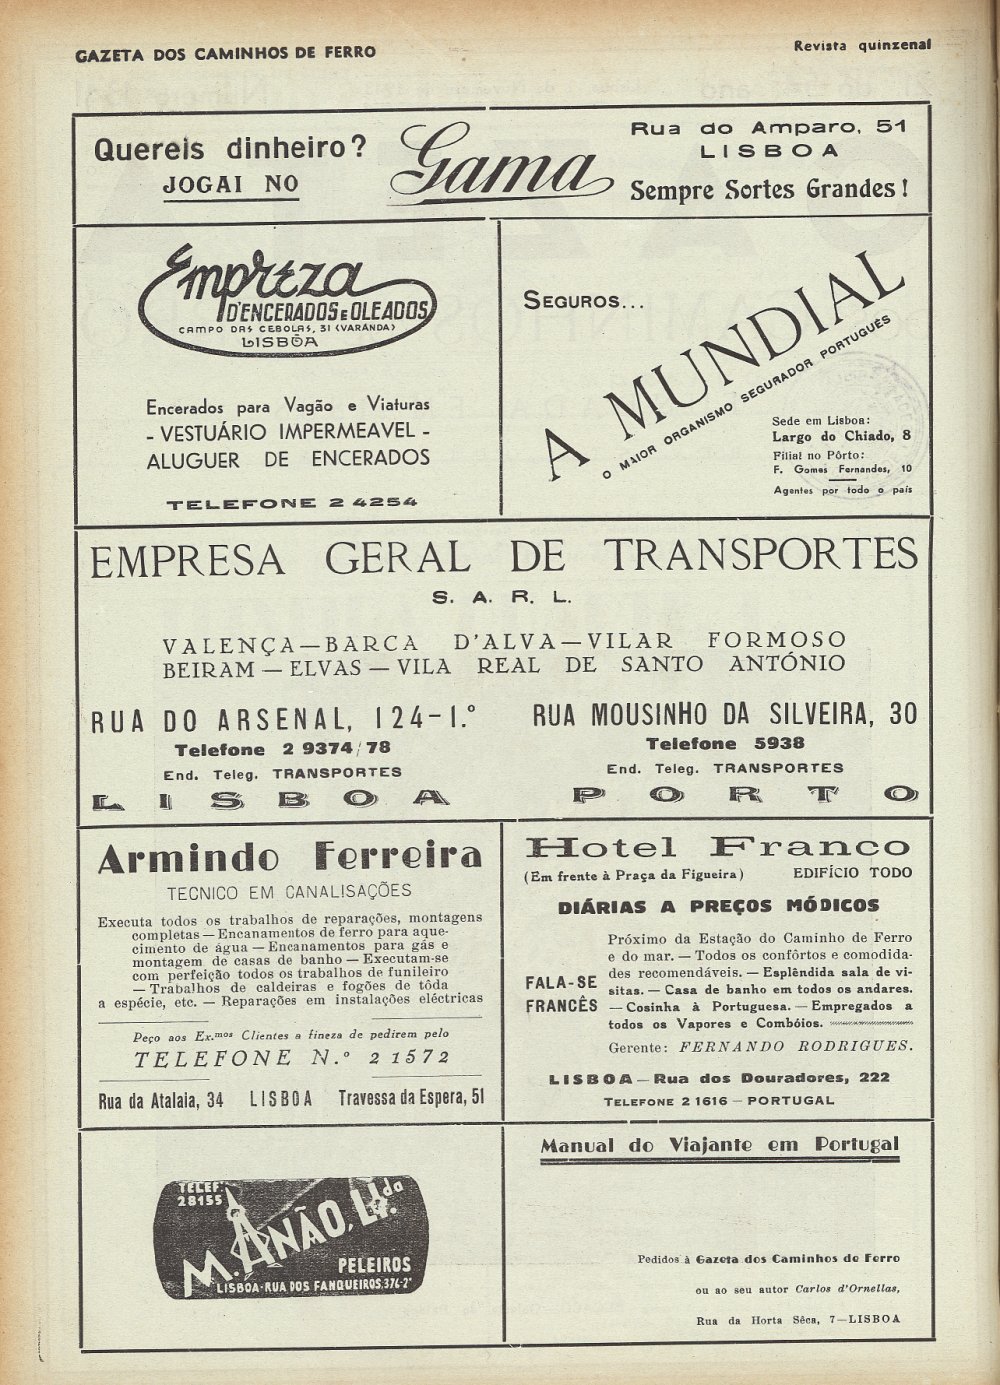 GAZETA DOS CAMINHOS DE FERRO
Revista quinzenal
Quereis dinheiro?
JOGAI NO
Gama
Rua do Amparo, 51
LISBOA
Sempre Sortes Grandes!
Empreza
D'ENCERADOS E OLEADOS
CAMPO DAS CEBOLAS, 31 (VARANDA)
LISBÔA
Encerados para Vagão e Viaturas
- VESTUÁRIO IMPERMEAVEL -
ALUGUER DE ENCERADOS
TELEFONE 2 4254
SEGUROS...
A MUNDIAL
O MAIOR ORGANISMO SEGURADOR PORTUGUÊS
Sede em Lisboa:
Largo do Chiado, 8
Filial no Pôrto:
F. Gomes Fernandes, 10
Agentes por todo o país
EMPRESA GERAL DE TRANSPORTES
S. A. R. L.
VALENÇA—BARCA D'ALVA—VILAR FORMOSO
BEIRAM—ELVAS—VILA REAL DE SANTO ANTÓNIO
RUA DO ARSENAL, 124-1.º
Telefone 2 9374/78
End. Teleg. TRANSPORTES
LISBOA
RUA MOUSINHO DA SILVEIRA, 30
Telefone 5938
End. Teleg. TRANSPORTES
PORTO
Armindo Ferreira
TECNICO EM CANALISAÇÕES
Executa todos os trabalhos de reparações, montagens
completas—Encanamentos de ferro para aque-
cimento de água—Encanamentos para gás e
montagem de casas de banho—Executam-se
com perfeição todos os trabalhos de funileiro
—Trabalhos de caldeiras e fogões de tôda
a espécie, etc. — Reparações em instalações eléctricas
Peço aos Ex.mos Clientes a fineza de pedirem pelo
TELEFONE N.º 2 1572
Rua da Atalaia, 34 LISBOA Travessa da Espera, 51
Hotel Franco
(Em frente à Praça da Figueira) EDIFÍCIO TODO
DIÁRIAS A PREÇOS MÓDICOS
FALA-SE
FRANCÊS
Próximo da Estação do Caminho de Ferro
e do mar. — Todos os confôrtos e comodida-
des recomendáveis. — Esplêndida sala de vi-
sitas. — Casa de banho em todos os andares.
— Cosinha à Portuguesa. — Empregados a
todos os Vapores e Combóios.
Gerente: FERNANDO RODRIGUES.
LISBOA—Rua dos Douradores, 222
TELEFONE 2 1616 — PORTUGAL
TELEF.
28155
M. ANÃO, L.da
PELEIROS
LISBOA-RUA DOS FANQUEIROS, 376-2º
Manual do Viajante em Portugal
Pedidos à Gazeta dos Caminhos de Ferro
ou ao seu autor Carlos d'Ornellas,
Rua da Horta Sêca, 7—LISBOA